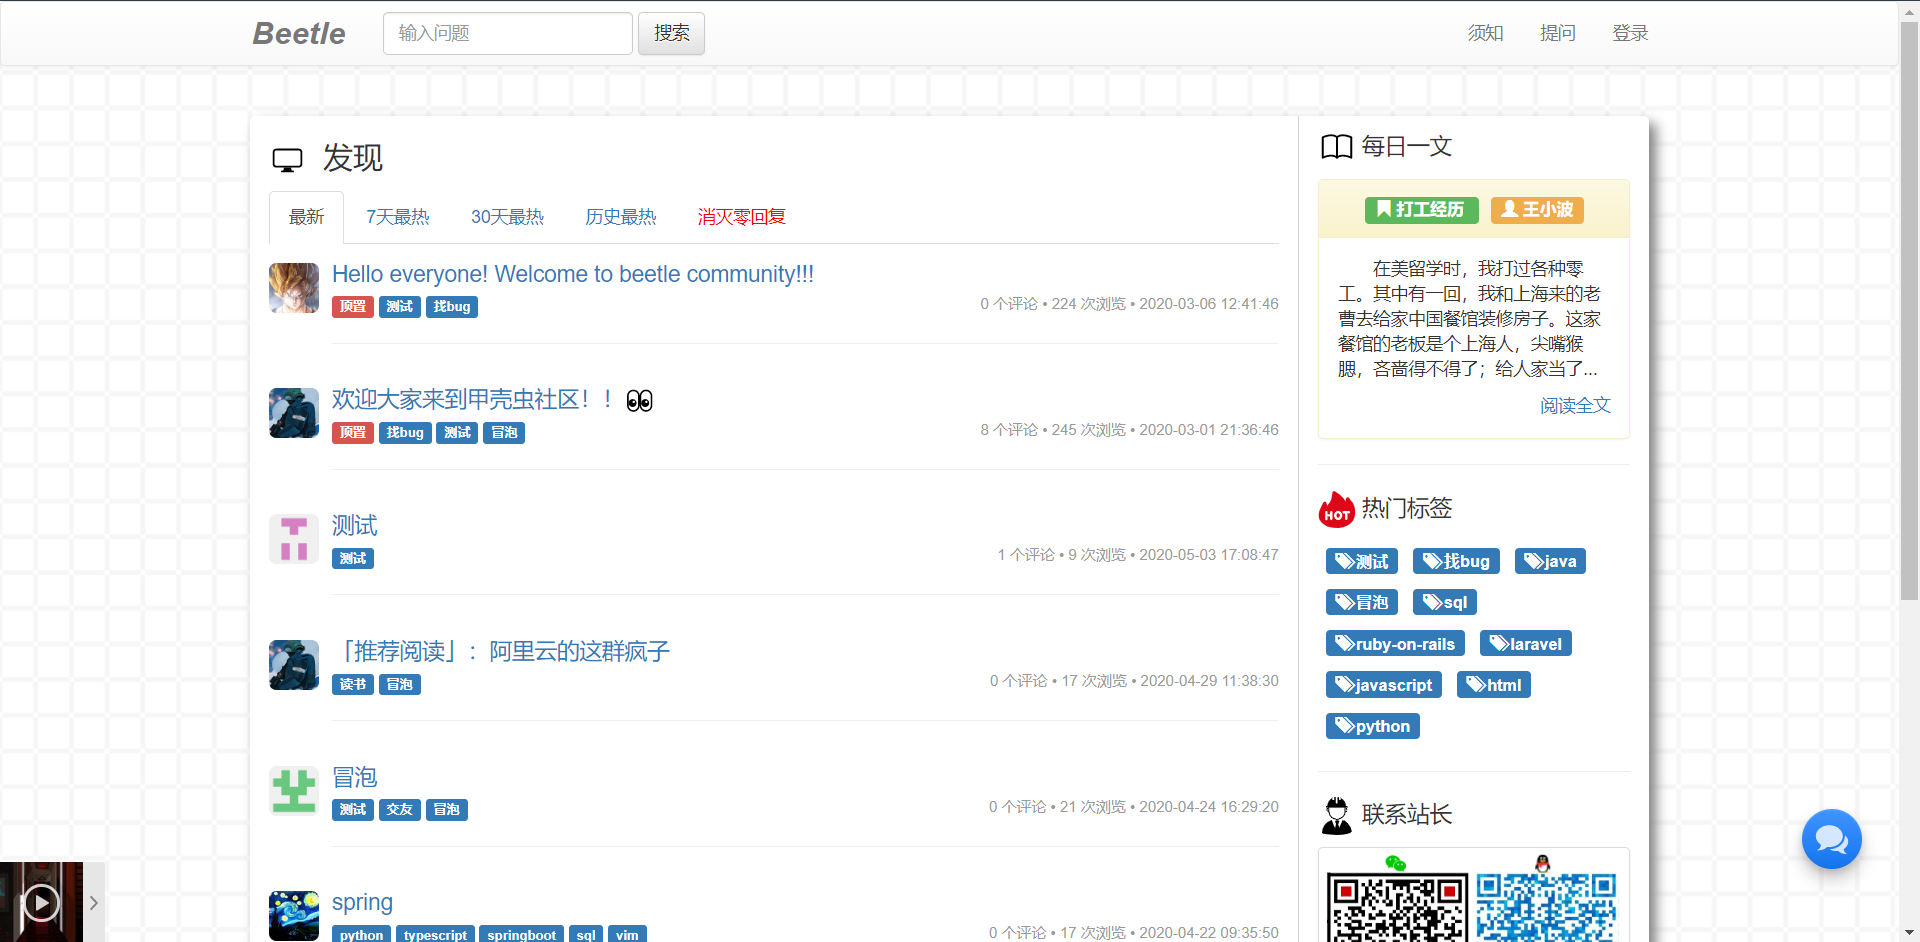 Beetle 输入问题 搜索 须知 提问 登录
发现
最新 7天最热 30天最热 历史最热 消灭零回复
Hello everyone! Welcome to beetle community!!!
顶置 测试 找bug
0 个评论 • 224 次浏览 • 2020-03-06 12:41:46
欢迎大家来到甲壳虫社区！！
顶置 找bug 测试 冒泡
8 个评论 • 245 次浏览 • 2020-03-01 21:36:46
测试
测试
1 个评论 • 9 次浏览 • 2020-05-03 17:08:47
「推荐阅读」：阿里云的这群疯子
读书 冒泡
0 个评论 • 17 次浏览 • 2020-04-29 11:38:30
冒泡
测试 交友 冒泡
0 个评论 • 21 次浏览 • 2020-04-24 16:29:20
spring
python typescript springboot sql vim
0 个评论 • 17 次浏览 • 2020-04-22 09:35:50
每日一文
打工经历 王小波
在美留学时，我打过各种零
工。其中有一回，我和上海来的老
曹去给家中国餐馆装修房子。这家
餐馆的老板是个上海人，尖嘴猴
腮，吝啬得不得了；给人家当了...
阅读全文
HOT 热门标签
测试 找bug java
冒泡 sql
ruby-on-rails laravel
javascript html
python
联系站长